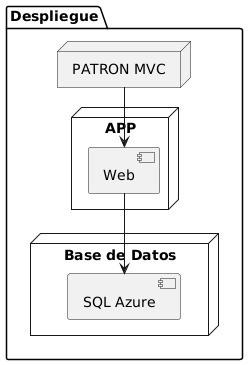 Despliegue
PATRON MVC
APP
Web
Base de Datos
SQL Azure